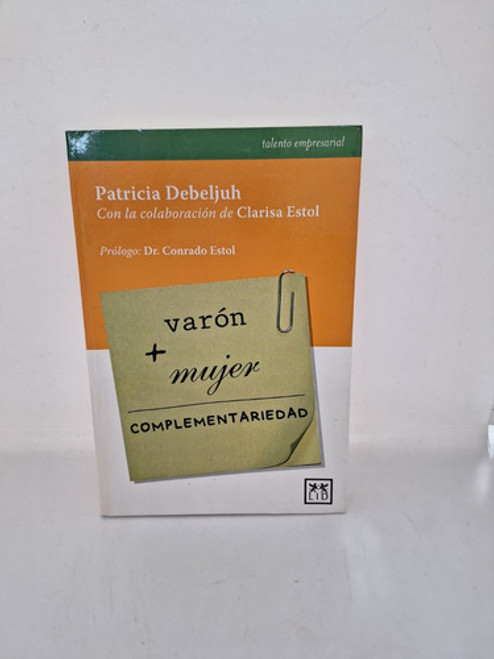 talento empresarial
Patricia Debeljuh
Con la colaboración de Clarisa Estol
Prólogo: Dr. Conrado Estol
varón
+
mujer
COMPLEMENTARIEDAD
LID